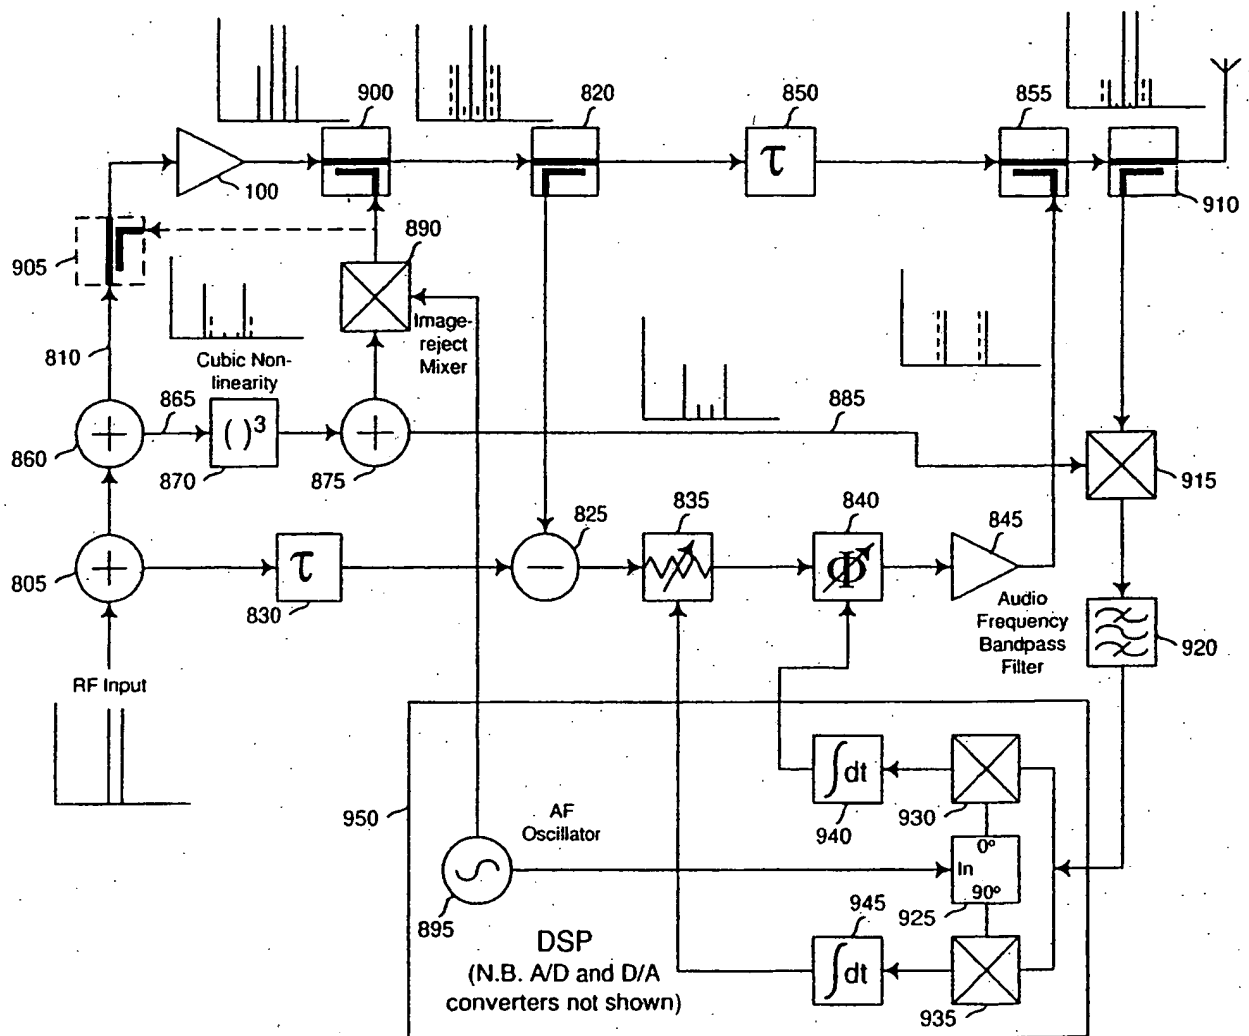 900
820
850
855
100
910
905
890
Image-
reject
Mixer
810
Cubic Non-
linearity
865
( )³
885
860
870
875
915
825
835
840
845
805
τ
τ
Φ
830
Audio
Frequency
Bandpass
Filter
920
RF Input
950
AF
Oscillator
∫dt
940
930
0°
In
90°
925
895
945
∫dt
935
DSP
(N.B. A/D and D/A
converters not shown)